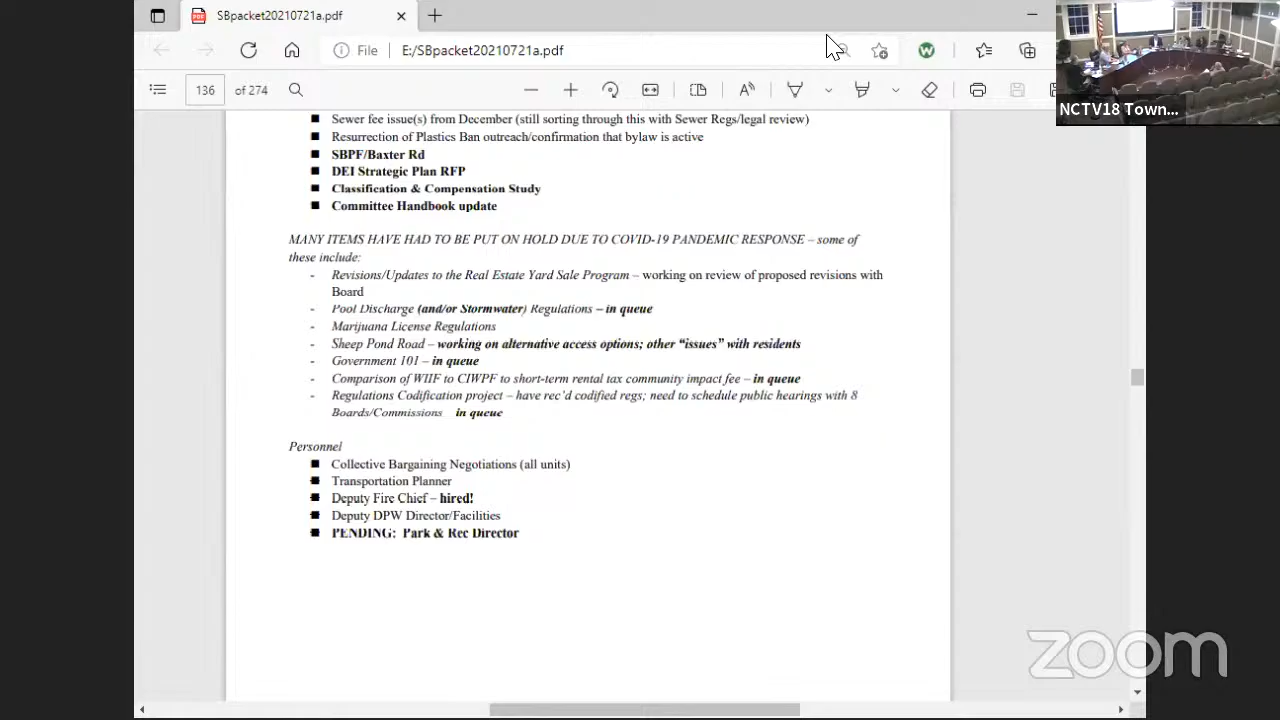 SBpacket20210721a.pdf
File E:/SBpacket20210721a.pdf
136 of 274
NCTV18 Town...
■ Sewer fee issue(s) from December (still sorting through this with Sewer Regs/legal review)
■ Resurrection of Plastics Ban outreach/confirmation that bylaw is active
■ SBPF/Baxter Rd
■ DEI Strategic Plan RFP
■ Classification & Compensation Study
■ Committee Handbook update
MANY ITEMS HAVE HAD TO BE PUT ON HOLD DUE TO COVID-19 PANDEMIC RESPONSE – some of
these include:
- Revisions/Updates to the Real Estate Yard Sale Program – working on review of proposed revisions with
Board
- Pool Discharge (and/or Stormwater) Regulations – in queue
- Marijuana License Regulations
- Sheep Pond Road – working on alternative access options; other “issues” with residents
- Government 101 – in queue
- Comparison of WIIF to CIWPF to short-term rental tax community impact fee – in queue
- Regulations Codification project – have rec’d codified regs; need to schedule public hearings with 8
Boards/Commissions in queue
Personnel
■ Collective Bargaining Negotiations (all units)
■ Transportation Planner
■ Deputy Fire Chief – hired!
■ Deputy DPW Director/Facilities
■ PENDING: Park & Rec Director
zoom